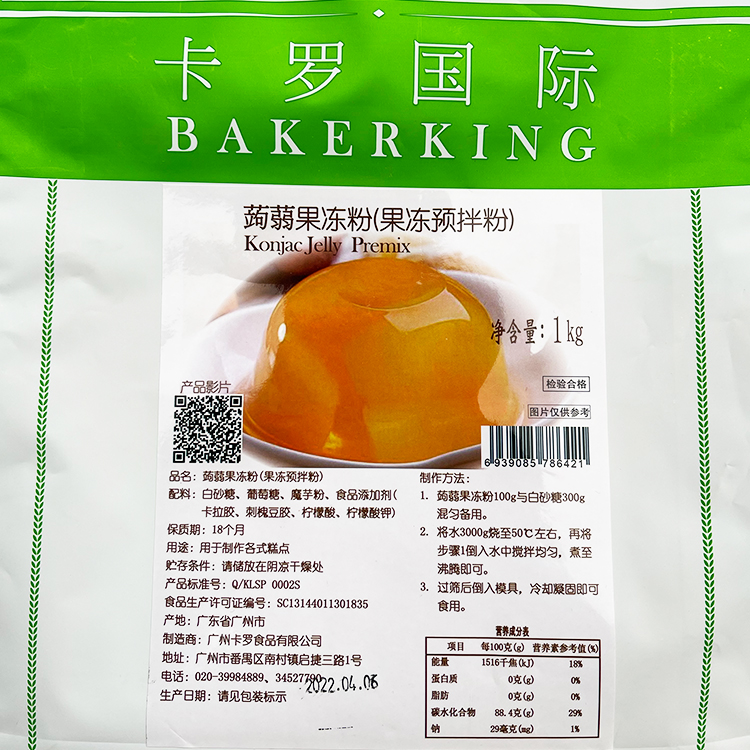 卡罗国际
BAKERKING
蒟蒻果冻粉(果冻预拌粉)
Konjac Jelly Premix
净含量: 1kg
检验合格
图片仅供参考
产品影片
6 939085 786421
品名: 蒟蒻果冻粉(果冻预拌粉)
配料: 白砂糖、葡萄糖、魔芋粉、食品添加剂(
卡拉胶、刺槐豆胶、柠檬酸、柠檬酸钾)
保质期: 18个月
用途: 用于制作各式糕点
贮存条件: 请储放在阴凉干燥处
产品标准号: Q/KLSP 0002S
食品生产许可证编号: SC13144011301835
产地: 广东省广州市
制造商: 广州卡罗食品有限公司
地址: 广州市番禺区南村镇启捷三路1号
电话: 020-39984889、34527790
生产日期: 请见包装标示
2022.04.06
制作方法:
1. 蒟蒻果冻粉100g与白砂糖300g
混匀备用。
2. 将水3000g烧至50℃左右，再将
步骤1倒入水中搅拌均匀，煮至
沸腾即可。
3. 过筛后倒入模具，冷却凝固即可
食用。
营养成分表
项目 每100克(g) 营养素参考值(%)
能量 1516千焦(kJ) 18%
蛋白质 0克(g) 0%
脂肪 0克(g) 0%
碳水化合物 88.4克(g) 29%
钠 29毫克(mg) 1%
BAKERKING